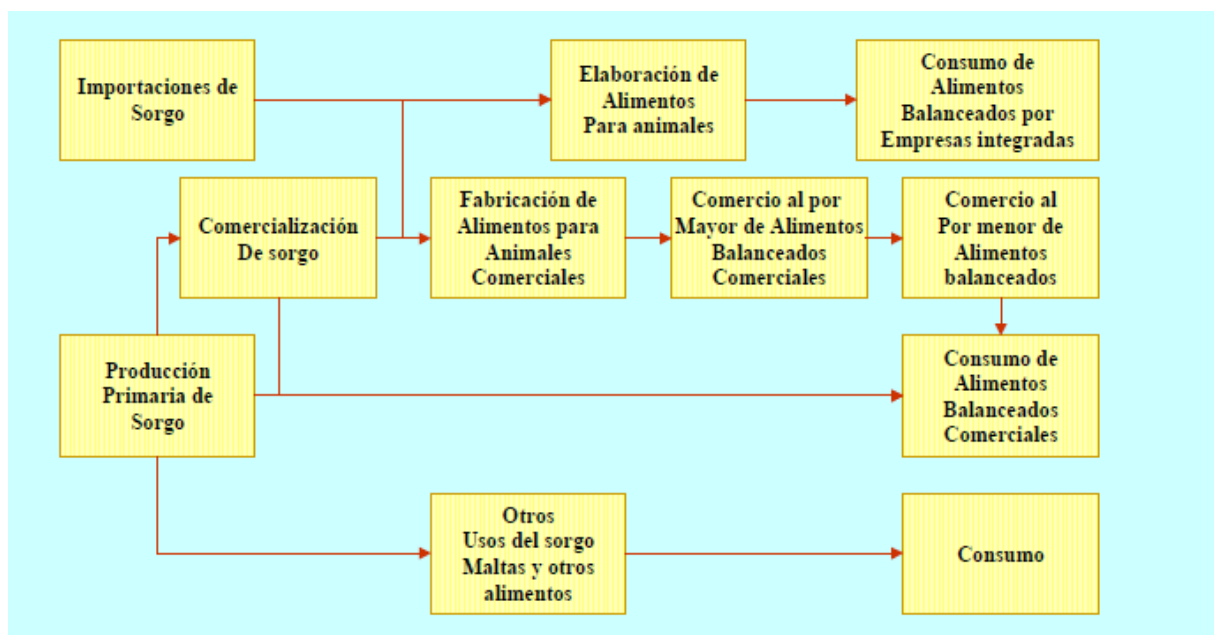 Importaciones de
Sorgo
Elaboración de
Alimentos
Para animales
Consumo de
Alimentos
Balanceados por
Empresas integradas
Comercialización
De sorgo
Fabricación de
Alimentos para
Animales
Comerciales
Comercio al por
Mayor de Alimentos
Balanceados
Comerciales
Comercio al
Por menor de
Alimentos
balanceados
Producción
Primaria de
Sorgo
Consumo de
Alimentos
Balanceados
Comerciales
Otros
Usos del sorgo
Maltas y otros
alimentos
Consumo